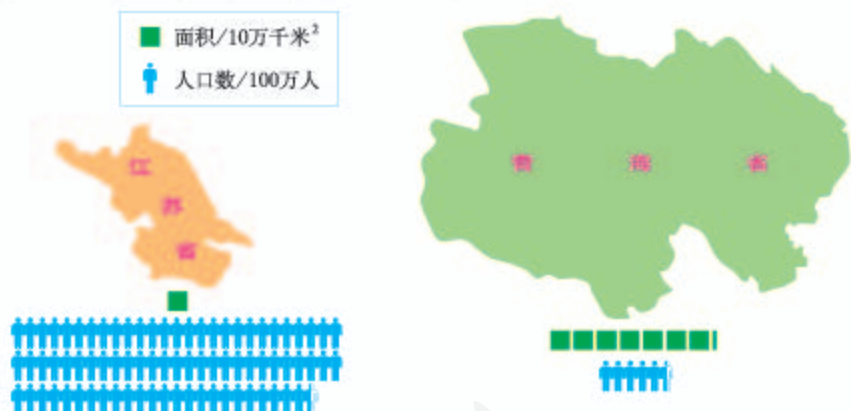 面积/10万千米²
人口数/100万人
江
苏
省
青 海 省